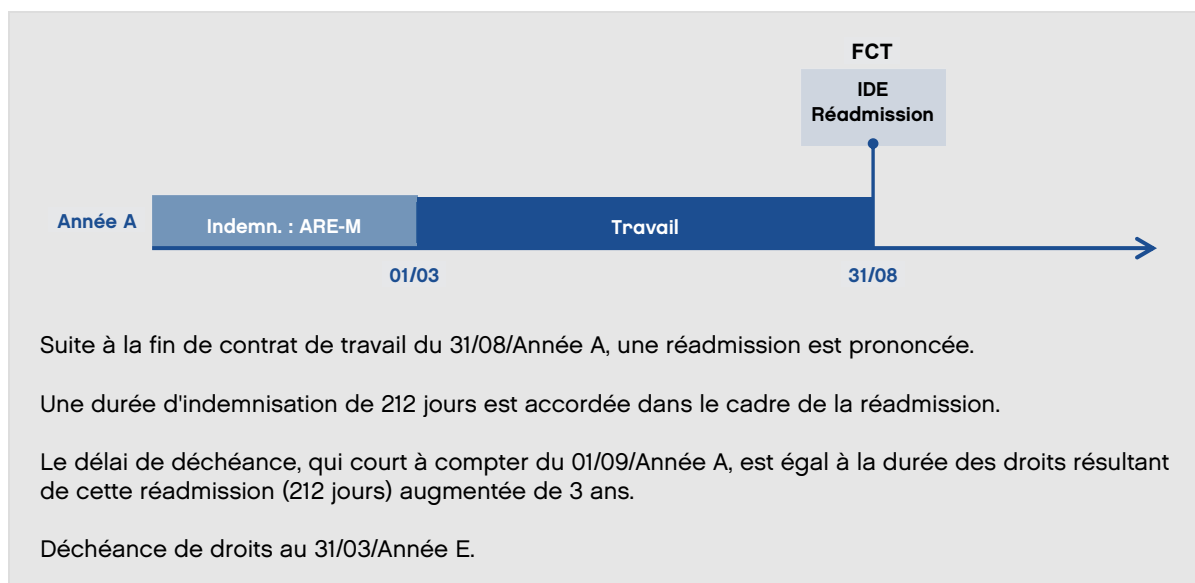 FCT
IDE
Réadmission
Année A
Indemn. : ARE-M
Travail
01/03
31/08
Suite à la fin de contrat de travail du 31/08/Année A, une réadmission est prononcée.
Une durée d'indemnisation de 212 jours est accordée dans le cadre de la réadmission.
Le délai de déchéance, qui court à compter du 01/09/Année A, est égal à la durée des droits résultant
de cette réadmission (212 jours) augmentée de 3 ans.
Déchéance de droits au 31/03/Année E.